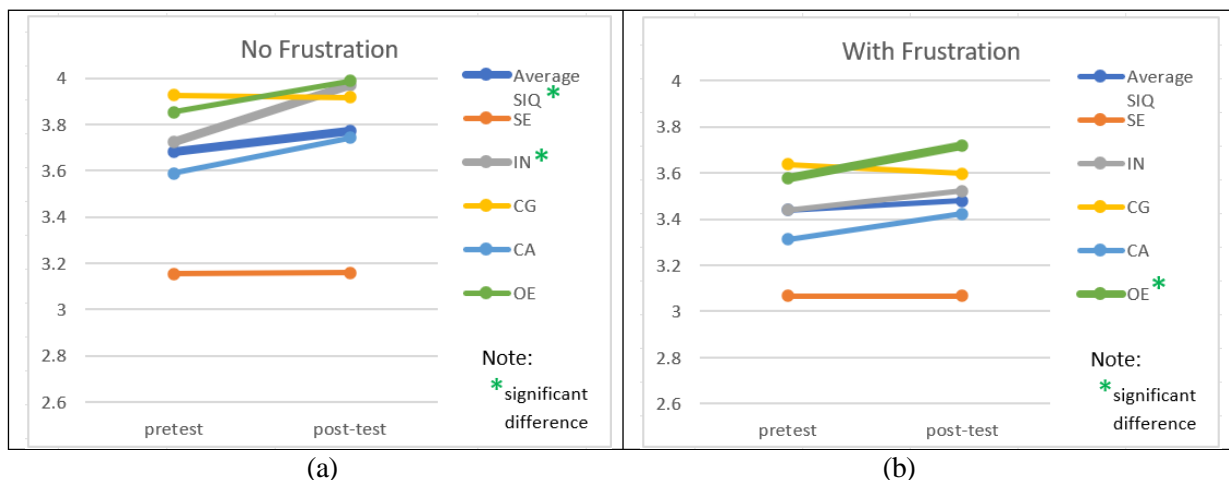 No Frustration
4
3.8
3.6
3.4
3.2
3
2.8
2.6
pretest
post-test
Average
SIQ *
SE
IN *
CG
CA
OE
Note:
* significant
difference
(a)
With Frustration
4
3.8
3.6
3.4
3.2
3
2.8
2.6
pretest
post-test
Average
SIQ
SE
IN
CG
CA
OE *
Note:
* significant
difference
(b)